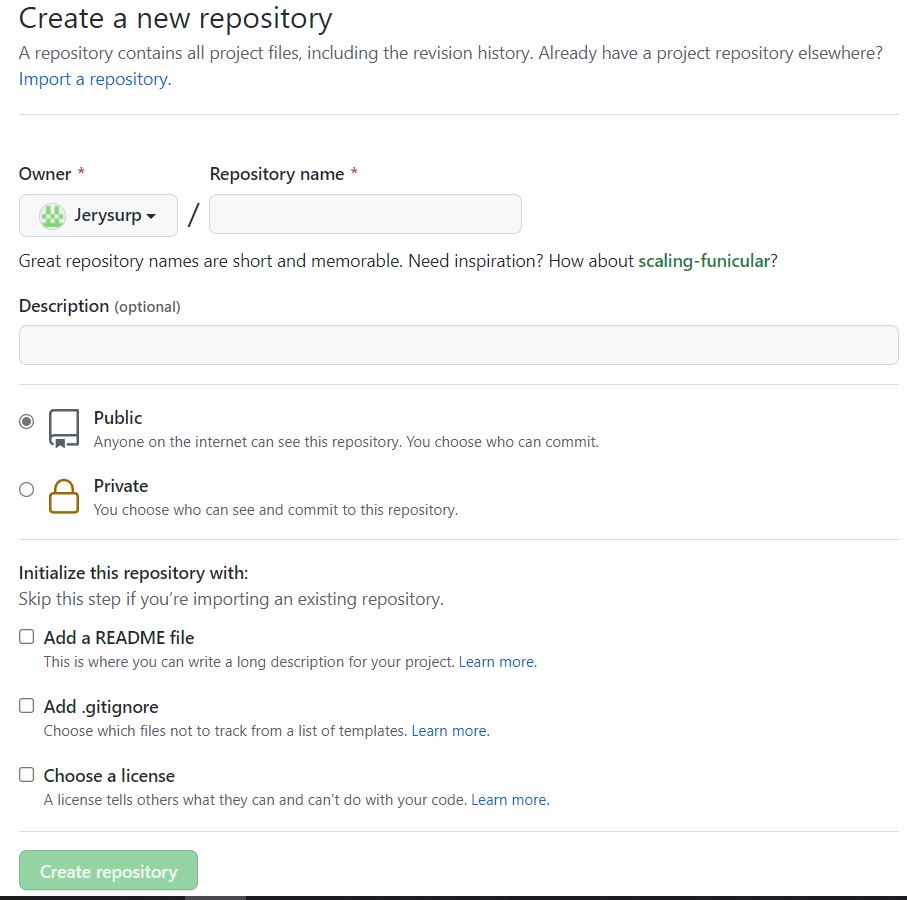 Create a new repository
A repository contains all project files, including the revision history. Already have a project repository elsewhere?
Import a repository.
Owner * Repository name *
Jerysurp /
Great repository names are short and memorable. Need inspiration? How about scaling-funicular?
Description (optional)
Public
Anyone on the internet can see this repository. You choose who can commit.
Private
You choose who can see and commit to this repository.
Initialize this repository with:
Skip this step if you’re importing an existing repository.
Add a README file
This is where you can write a long description for your project. Learn more.
Add .gitignore
Choose which files not to track from a list of templates. Learn more.
Choose a license
A license tells others what they can and can't do with your code. Learn more.
Create repository